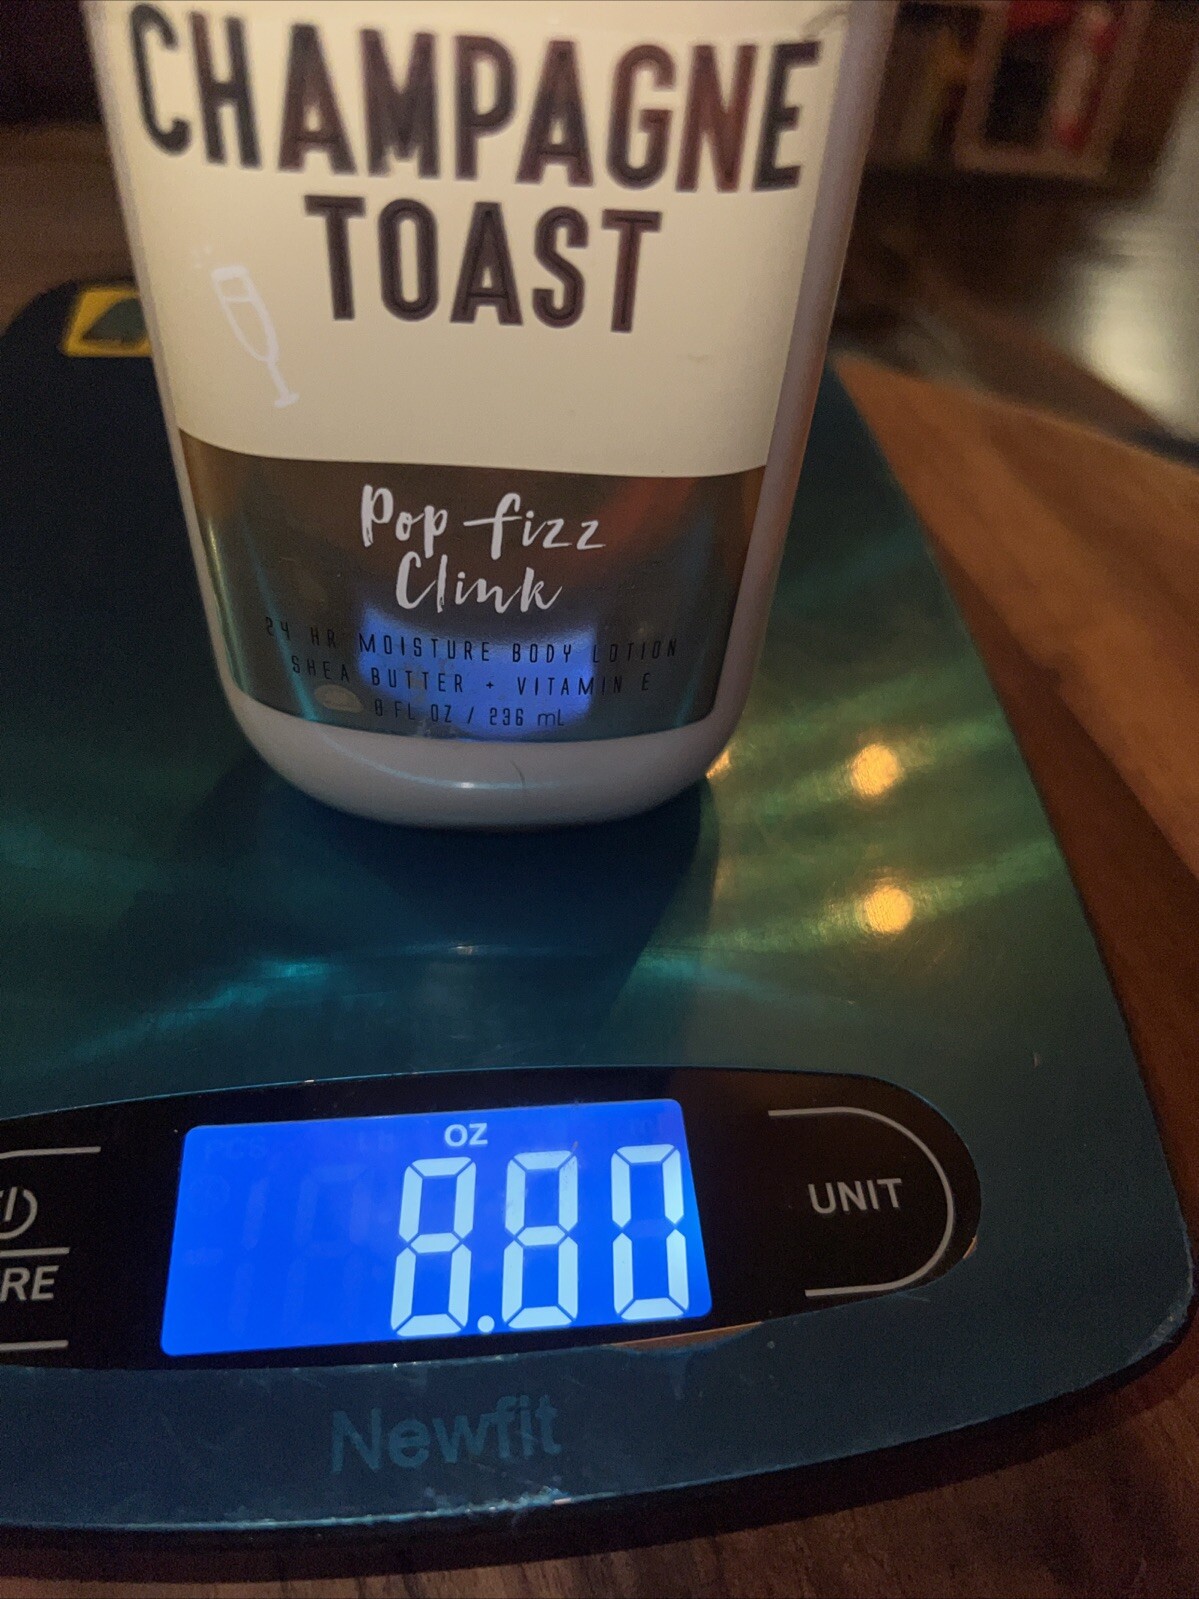 CHAMPAGNE
TOAST
Pop fizz
Clink
24 HR MOISTURE BODY LOTION
SHEA BUTTER + VITAMIN E
8 FL OZ / 236 mL
OZ
8.80
UNIT
RE
Newfit